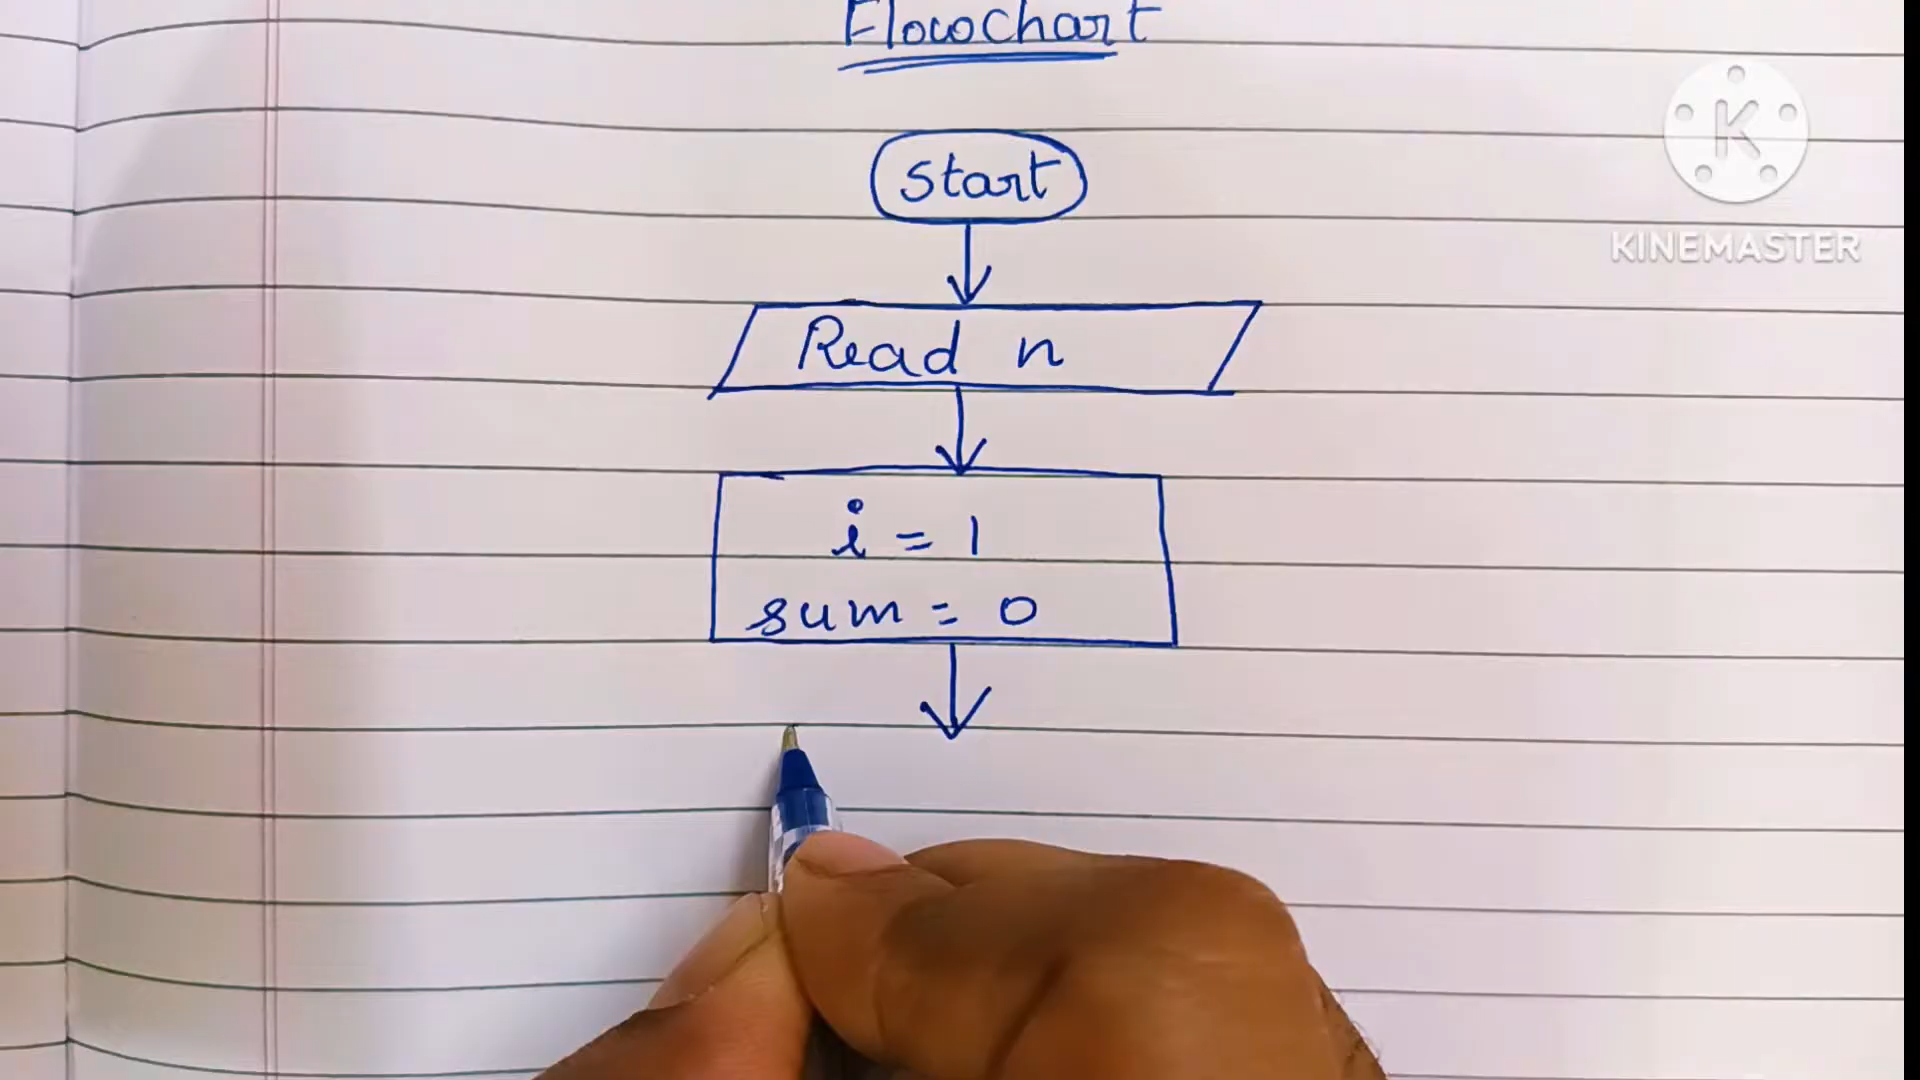 Flowchart
start
Read n
i = 1
sum = 0
K
KINEMASTER